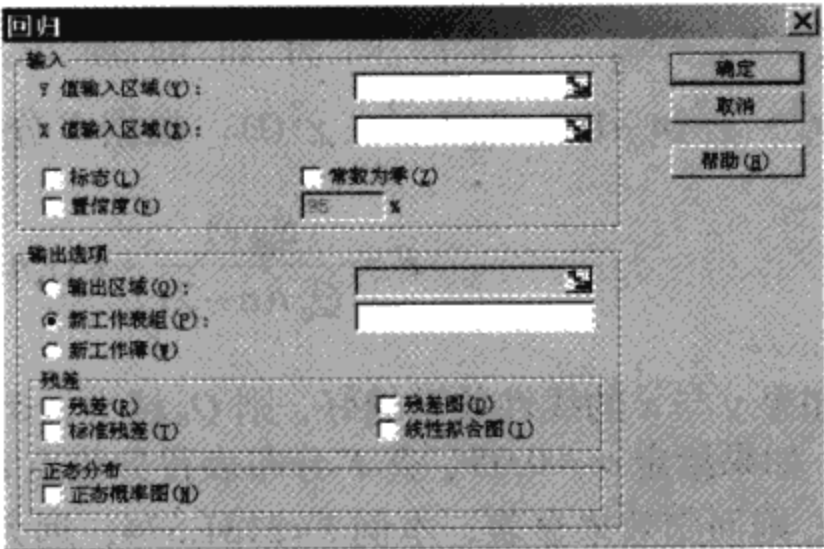 回归
输入
Y 值输入区域(Y):
X 值输入区域(X):
标志(L)
常数为零(Z)
置信度(F)
95 %
确定
取消
帮助(H)
输出选项
输出区域(O):
新工作表组(P):
新工作薄(W)
残差
残差(R)
残差图(D)
标准残差(T)
线性拟合图(I)
正态分布
正态概率图(N)